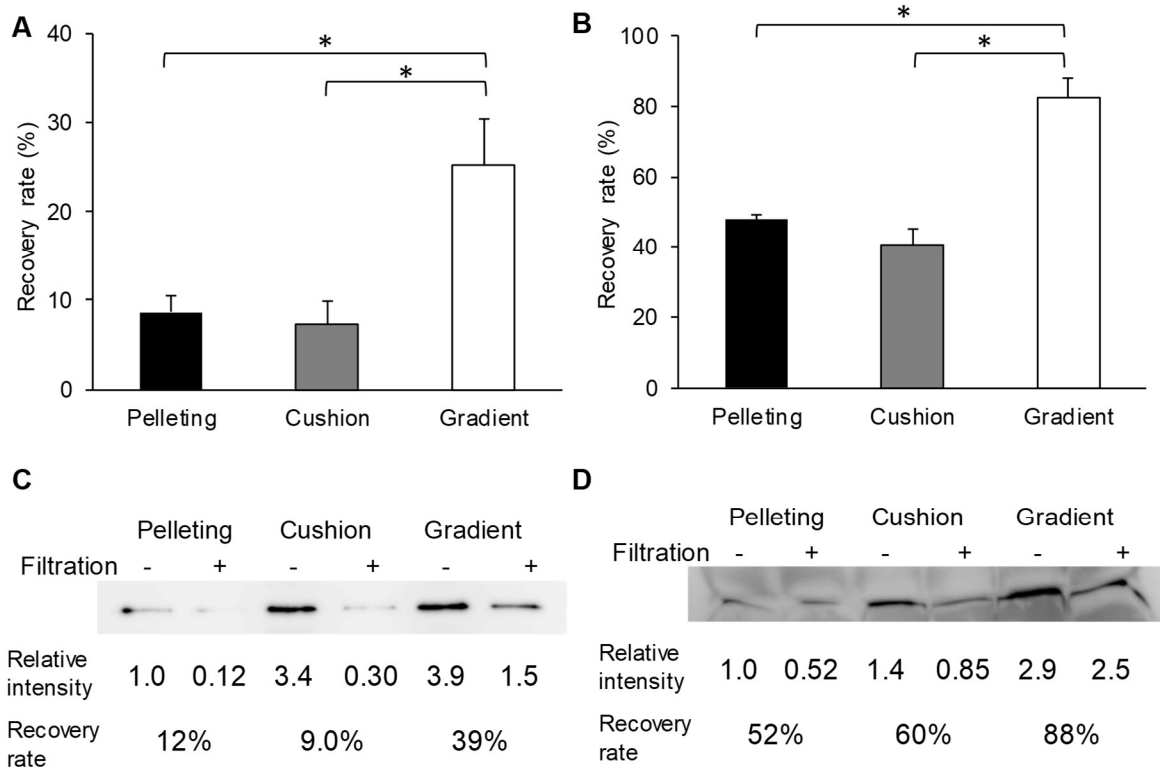 A
40
30
20
10
0
Recovery rate (%)
*
*
Pelleting Cushion Gradient
B
100
80
60
40
20
0
Recovery rate (%)
*
*
Pelleting Cushion Gradient
C
Pelleting Cushion Gradient
Filtration - + - + - +
Relative
intensity 1.0 0.12 3.4 0.30 3.9 1.5
Recovery
rate 12% 9.0% 39%
D
Pelleting Cushion Gradient
Filtration - + - + - +
Relative
intensity 1.0 0.52 1.4 0.85 2.9 2.5
Recovery
rate 52% 60% 88%